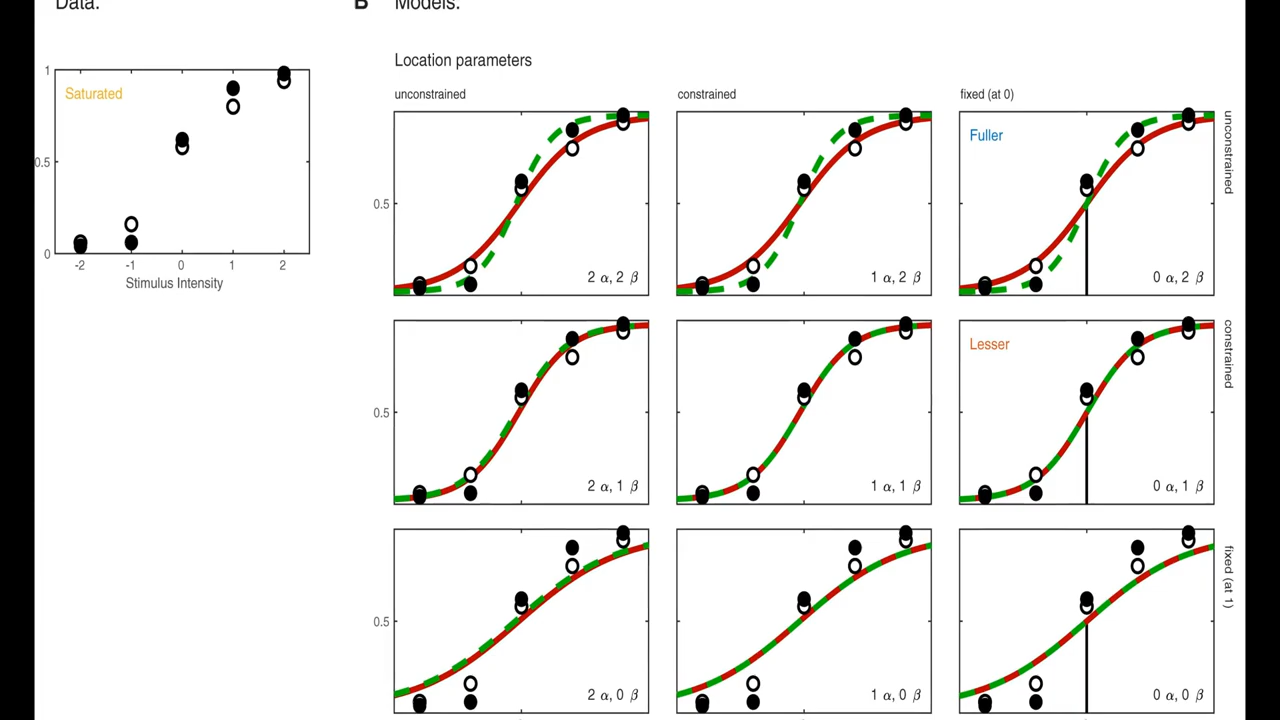 Data:
B Models:
Location parameters
unconstrained
constrained
fixed (at 0)
1
Saturated
0.5
0
-2 -1 0 1 2
Stimulus Intensity
0.5
2 α, 2 β
1 α, 2 β
Fuller
0 α, 2 β
unconstrained
0.5
2 α, 1 β
1 α, 1 β
Lesser
0 α, 1 β
constrained
0.5
2 α, 0 β
1 α, 0 β
0 α, 0 β
fixed (at 1)